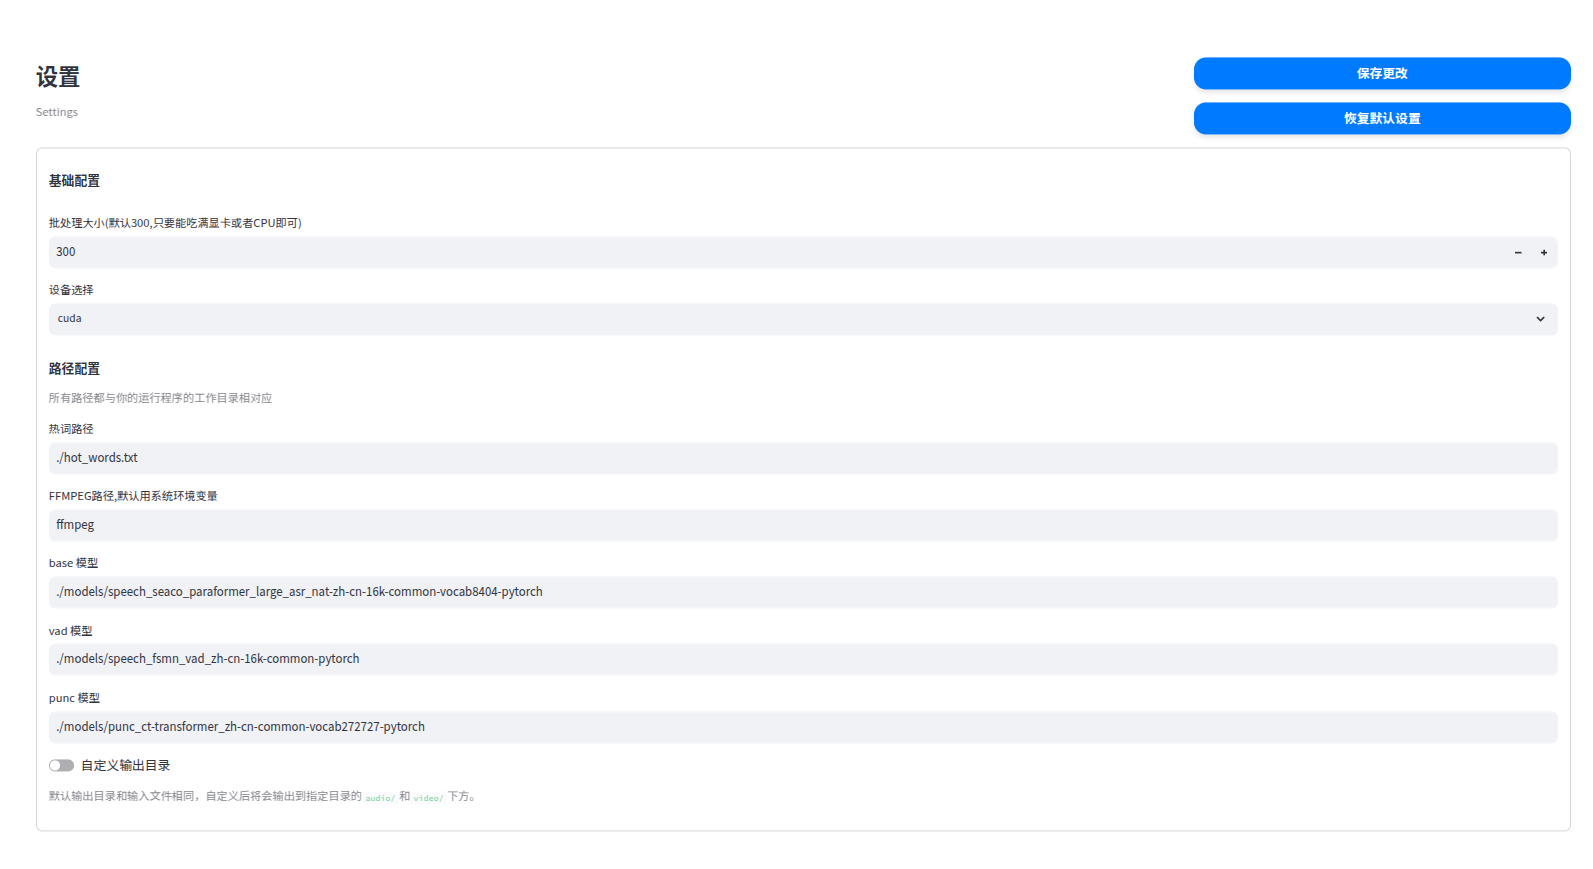 设置
Settings
保存更改
恢复默认设置
基础配置
批处理大小(默认300,只要能吃满显卡或者CPU即可)
300
设备选择
cuda
路径配置
所有路径都与你的运行程序的工作目录相对应
热词路径
./hot_words.txt
FFMPEG路径,默认用系统环境变量
ffmpeg
base 模型
./models/speech_seaco_paraformer_large_asr_nat-zh-cn-16k-common-vocab8404-pytorch
vad 模型
./models/speech_fsmn_vad_zh-cn-16k-common-pytorch
punc 模型
./models/punc_ct-transformer_zh-cn-common-vocab272727-pytorch
自定义输出目录
默认输出目录和输入文件相同，自定义后将会输出到指定目录的 audio/ 和 video/ 下方。